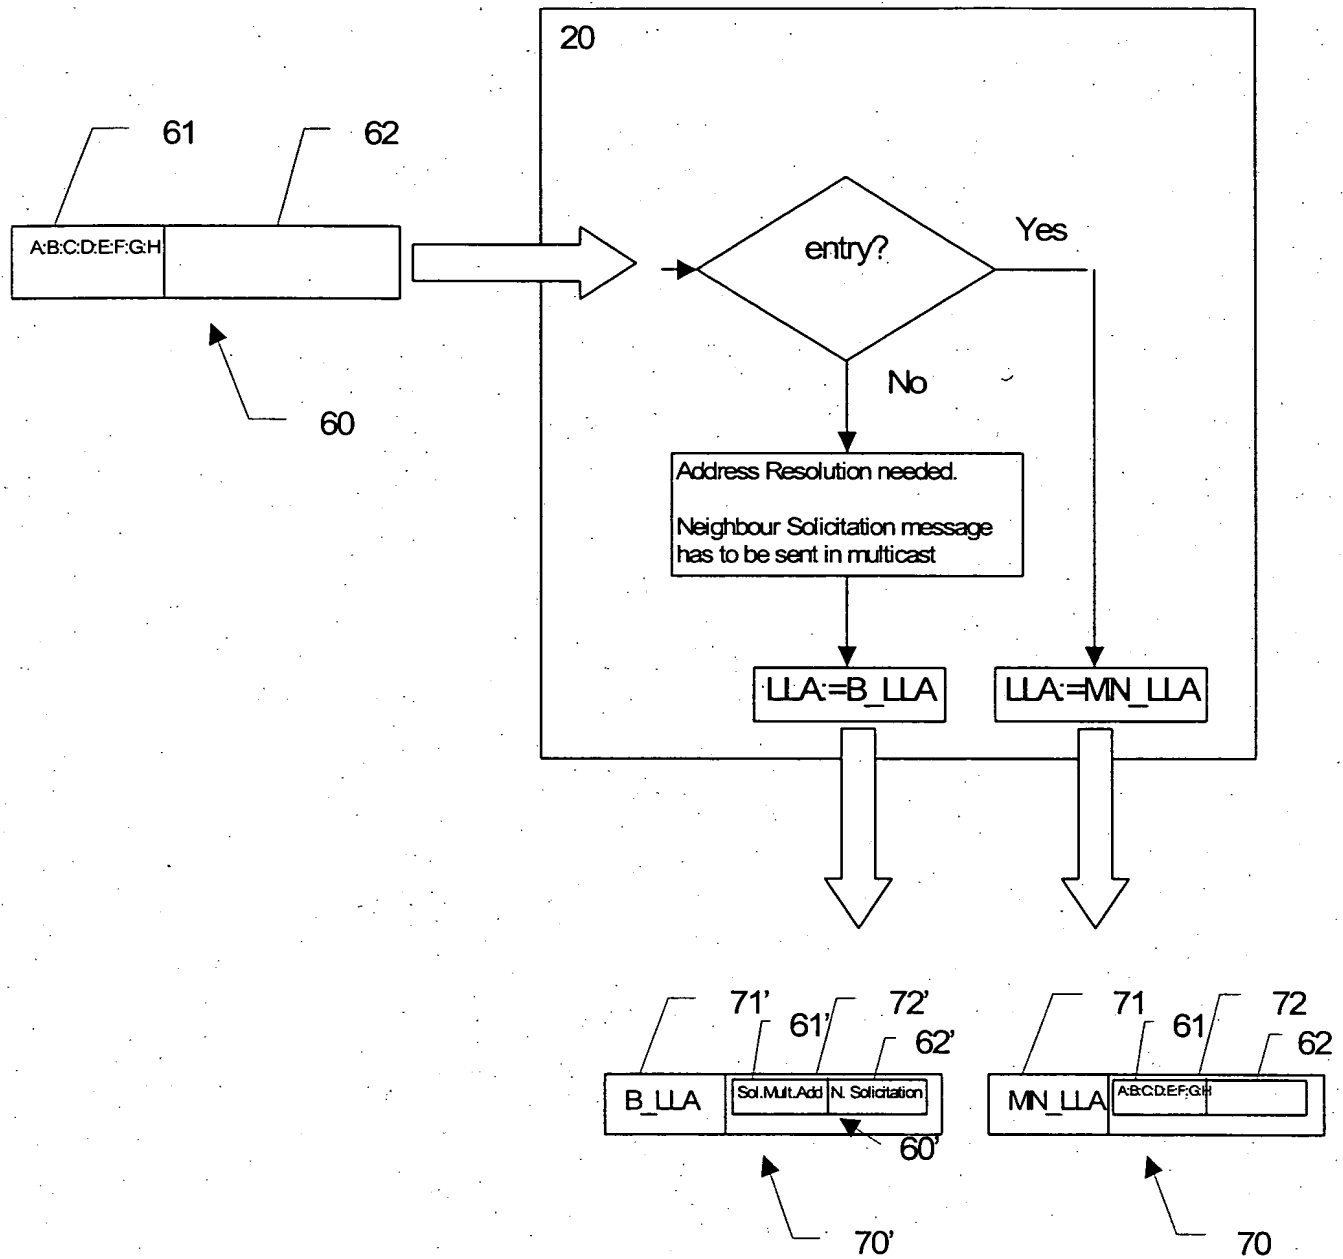 20
61
62
A:B:C:D:E:F:G:H
entry?
Yes
No
60
Address Resolution needed.
Neighbour Solicitation message
has to be sent in multicast
LLA:=B_LLA
LLA:=MN_LLA
71'
61'
72'
62'
71
61
72
62
B_LLA
Sol.Mult.Add
N. Solicitation
MN_LLA
A:B:C:D:E:F:G:H
60'
70'
70